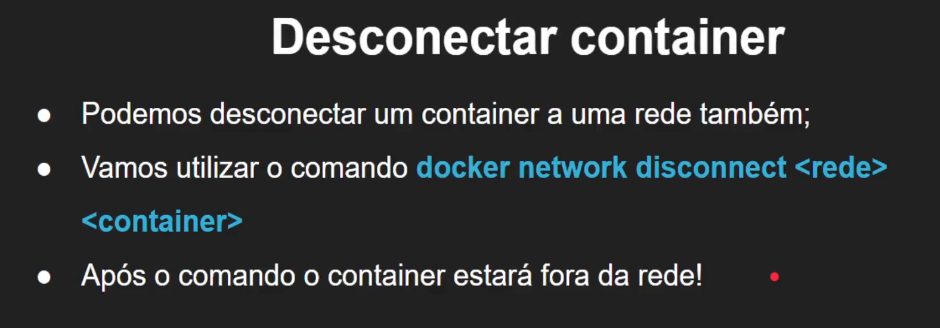 Desconectar container
● Podemos desconectar um container a uma rede também;
● Vamos utilizar o comando docker network disconnect <rede>
<container>
● Após o comando o container estará fora da rede!